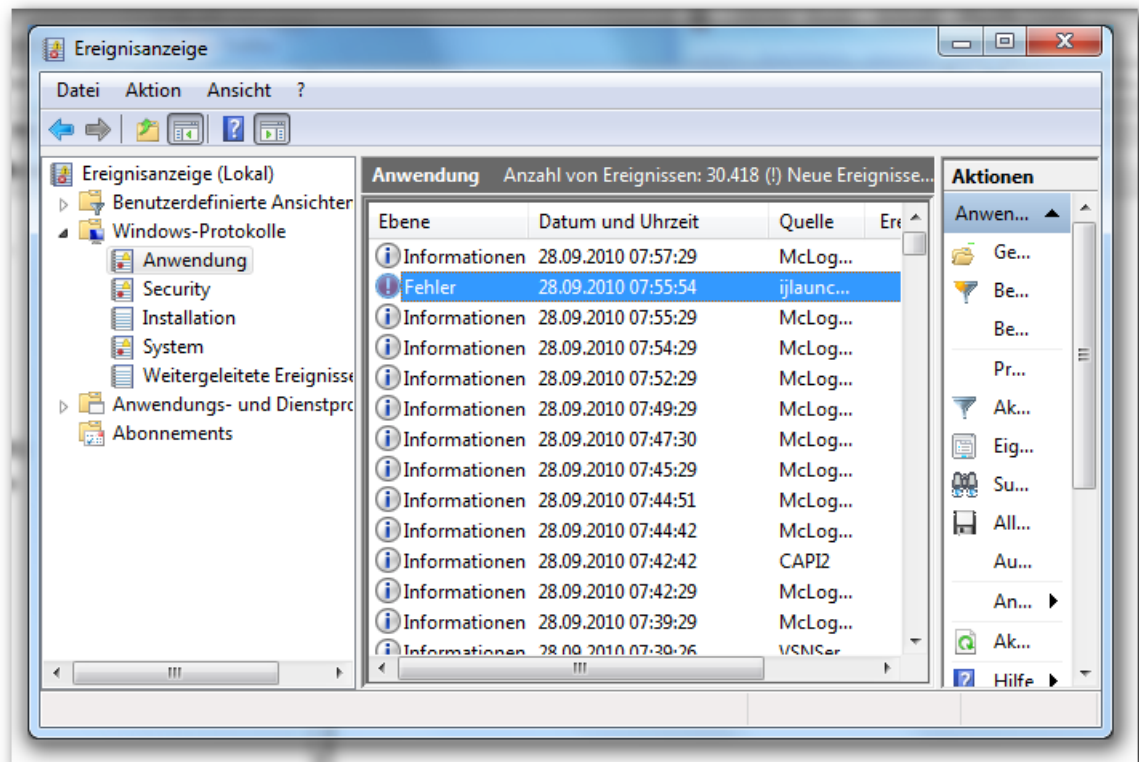 Ereignisanzeige
Datei Aktion Ansicht ?
Ereignisanzeige (Lokal)
Benutzerdefinierte Ansichter
Windows-Protokolle
Anwendung
Security
Installation
System
Weitergeleitete Ereignisse
Anwendungs- und Dienstprc
Abonnements
Anwendung Anzahl von Ereignissen: 30.418 (!) Neue Ereignisse...
Ebene Datum und Uhrzeit Quelle Ere
Informationen 28.09.2010 07:57:29 McLog...
Fehler 28.09.2010 07:55:54 ijlaunc...
Informationen 28.09.2010 07:55:29 McLog...
Informationen 28.09.2010 07:54:29 McLog...
Informationen 28.09.2010 07:52:29 McLog...
Informationen 28.09.2010 07:49:29 McLog...
Informationen 28.09.2010 07:47:30 McLog...
Informationen 28.09.2010 07:45:29 McLog...
Informationen 28.09.2010 07:44:51 McLog...
Informationen 28.09.2010 07:44:42 McLog...
Informationen 28.09.2010 07:42:42 CAPI2
Informationen 28.09.2010 07:42:29 McLog...
Informationen 28.09.2010 07:39:29 McLog...
Informationen 28.09.2010 07:39:26 VSNSer
Aktionen
Anwen...
Ge...
Be...
Be...
Pr...
Ak...
Eig...
Su...
All...
Au...
An...
Ak...
Hilfe